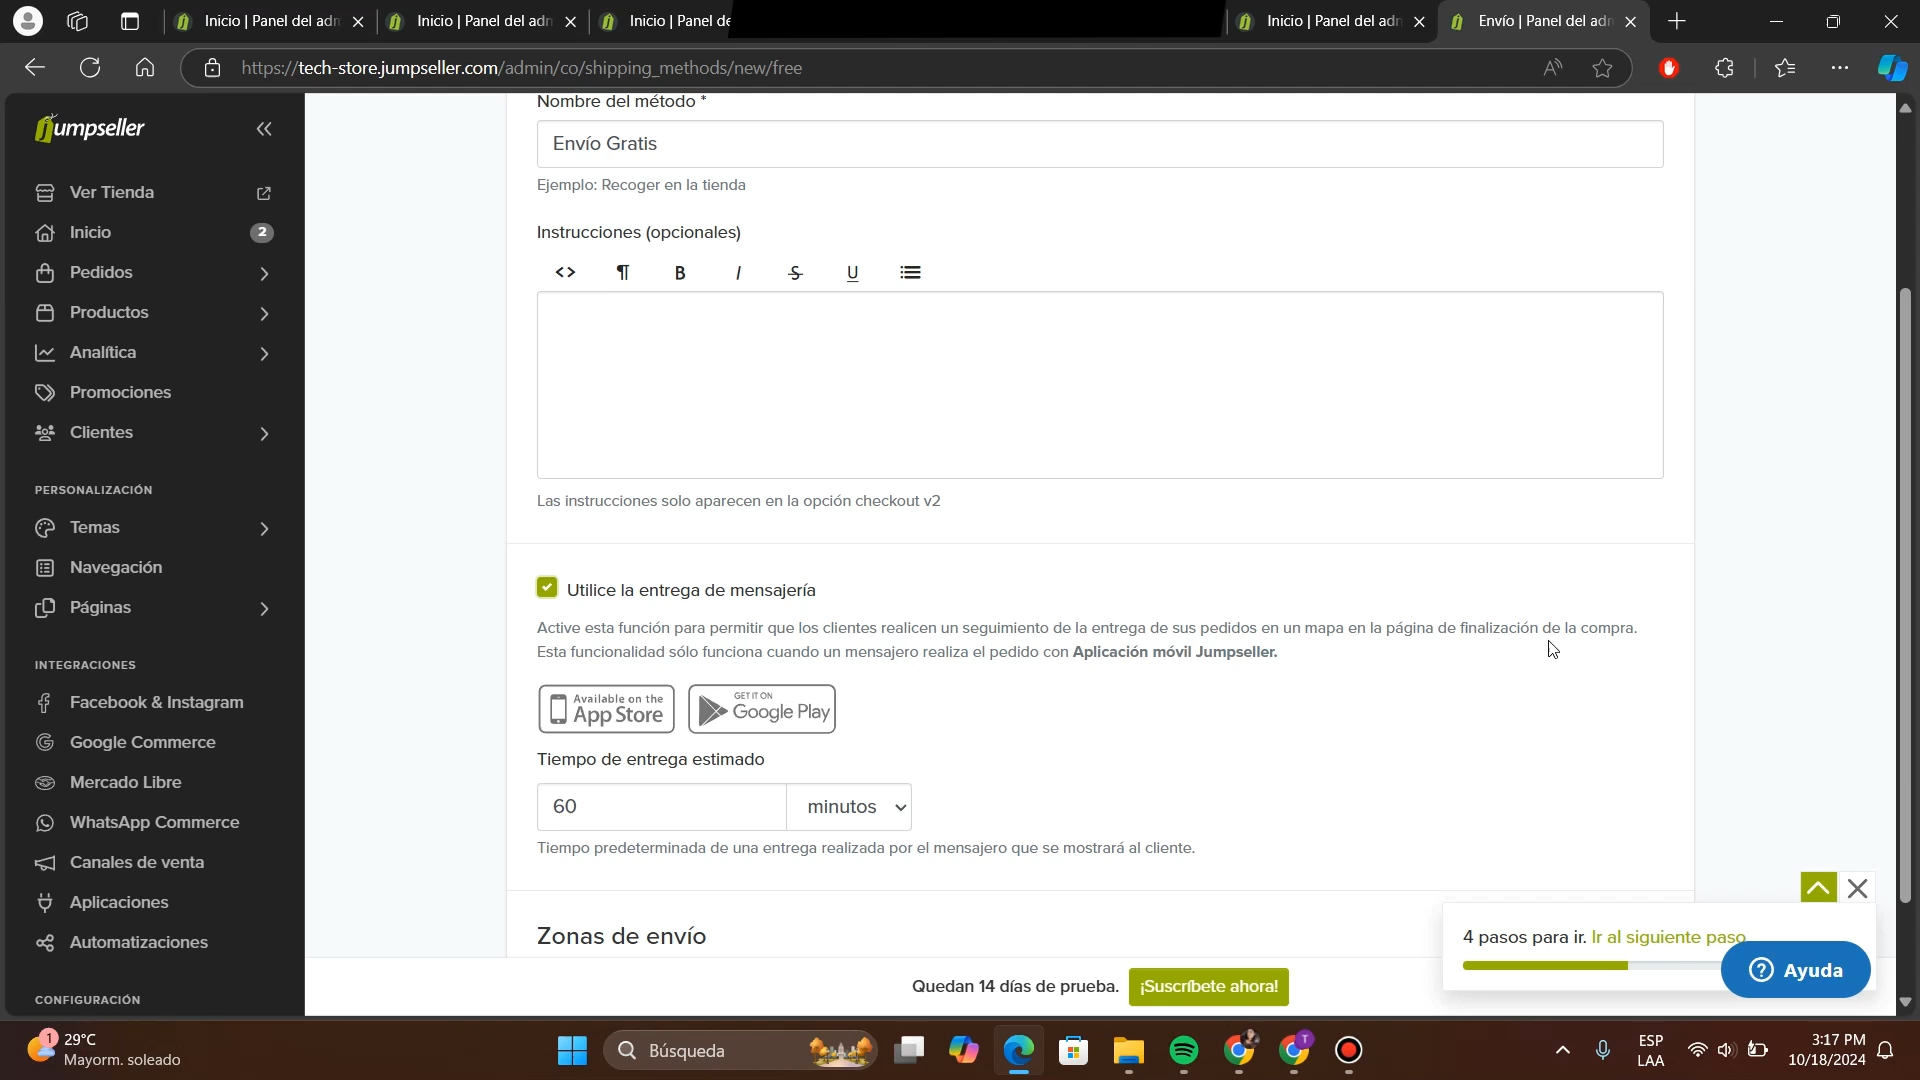 Inicio | Panel del adn
Inicio | Panel del adn
Inicio | Panel de
Inicio | Panel del adn
Envío | Panel del adn
https://tech-store.jumpseller.com/admin/co/shipping_methods/new/free
jumpseller
Ver Tienda
Inicio
2
Pedidos
Productos
Analítica
Promociones
Clientes
PERSONALIZACIÓN
Temas
Navegación
Páginas
INTEGRACIONES
Facebook & Instagram
Google Commerce
Mercado Libre
WhatsApp Commerce
Canales de venta
Aplicaciones
Automatizaciones
CONFIGURACIÓN
Nombre del método *
Envío Gratis
Ejemplo: Recoger en la tienda
Instrucciones (opcionales)
<> ¶ B I S U
Las instrucciones solo aparecen en la opción checkout v2
Utilice la entrega de mensajería
Active esta función para permitir que los clientes realicen un seguimiento de la entrega de sus pedidos en un mapa en la página de finalización de la compra.
Esta funcionalidad sólo funciona cuando un mensajero realiza el pedido con Aplicación móvil Jumpseller.
Available on the
App Store
GET IT ON
Google Play
Tiempo de entrega estimado
60
minutos
Tiempo predeterminada de una entrega realizada por el mensajero que se mostrará al cliente.
Zonas de envío
4 pasos para ir. Ir al siguiente paso
Ayuda
Quedan 14 días de prueba.
¡Suscríbete ahora!
1
29°C
Mayorm. soleado
Búsqueda
T
ESP
LAA
3:17 PM
10/18/2024